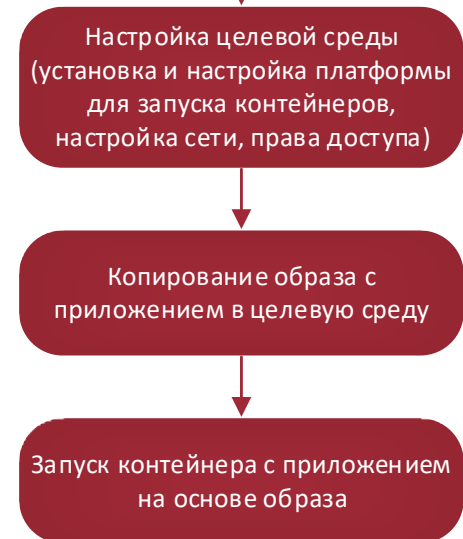 Настройка целевой среды
(установка и настройка платформы
для запуска контейнеров,
настройка сети, права доступа)
Копирование образа с
приложением в целевую среду
Запуск контейнера с приложением
на основе образа